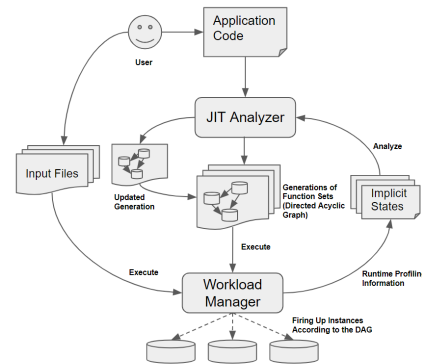 Application
Code
User
JIT Analyzer
Analyze
Input Files
Updated
Generation
Generations of
Function Sets
(Directed Acyclic
Graph)
Implicit
States
Execute
Execute
Workload
Manager
Runtime Profiling
Information
Firing Up Instances
According to the DAG